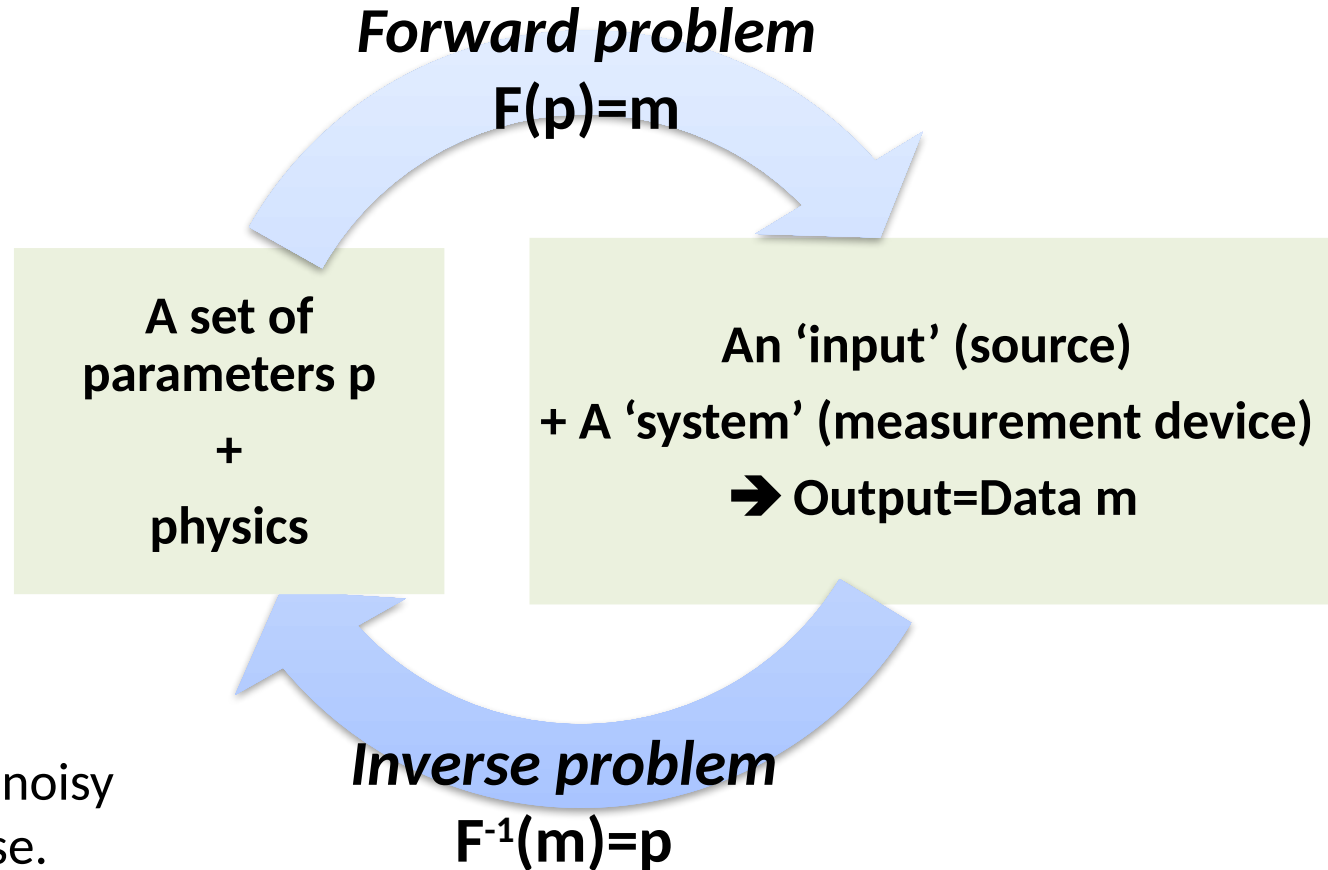 Forward problem
F(p)=m
A set of
parameters p
+
physics
An ‘input’ (source)
+ A ‘system’ (measurement device)
➔ Output=Data m
Inverse problem
F⁻¹(m)=p
noisy
se.